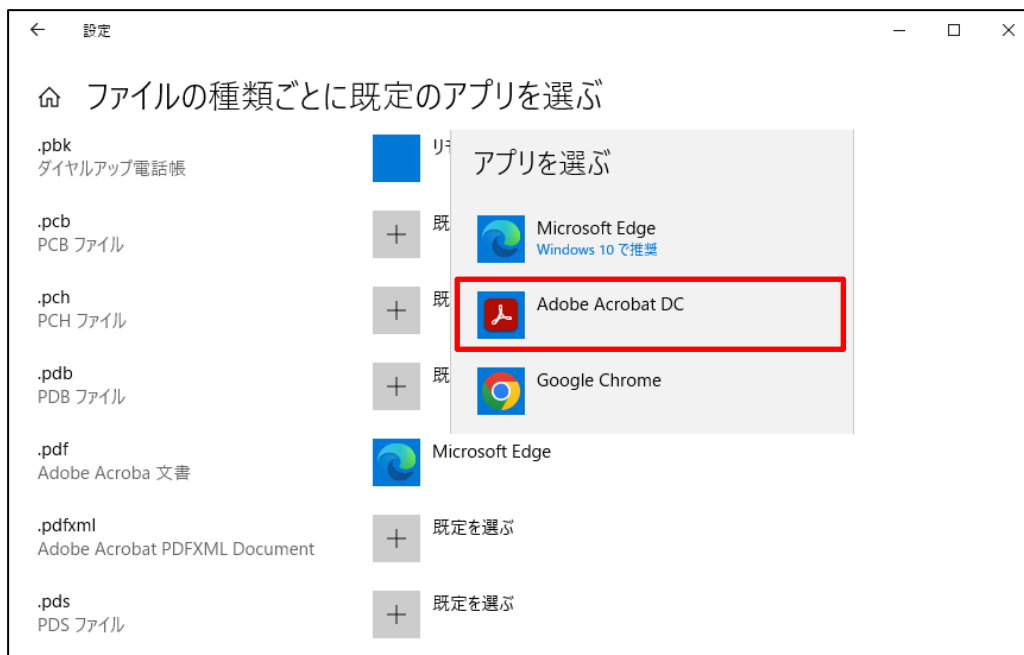 設定
ファイルの種類ごとに既定のアプリを選ぶ
.pbk
ダイヤルアップ電話帳
.pcb
PCB ファイル
既
.pch
PCH ファイル
既
.pdb
PDB ファイル
既
.pdf
Adobe Acroba 文書
Microsoft Edge
.pdfxml
Adobe Acrobat PDFXML Document
既定を選ぶ
.pds
PDS ファイル
既定を選ぶ
アプリを選ぶ
Microsoft Edge
Windows 10 で推奨
Adobe Acrobat DC
Google Chrome